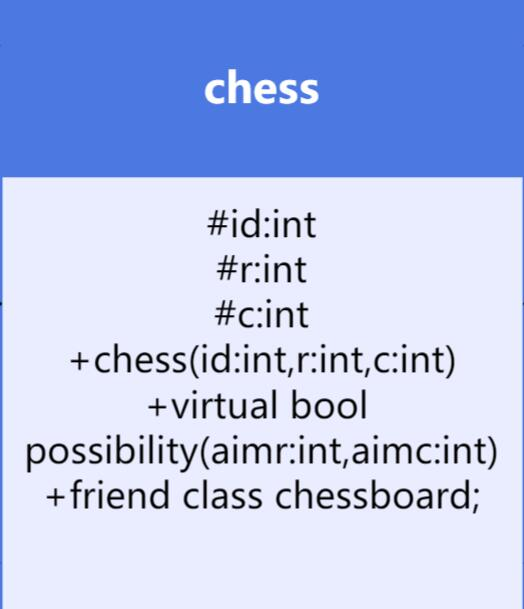 chess
#id:int
#r:int
#c:int
+chess(id:int,r:int,c:int)
+virtual bool
possibility(aimr:int,aimc:int)
+friend class chessboard;